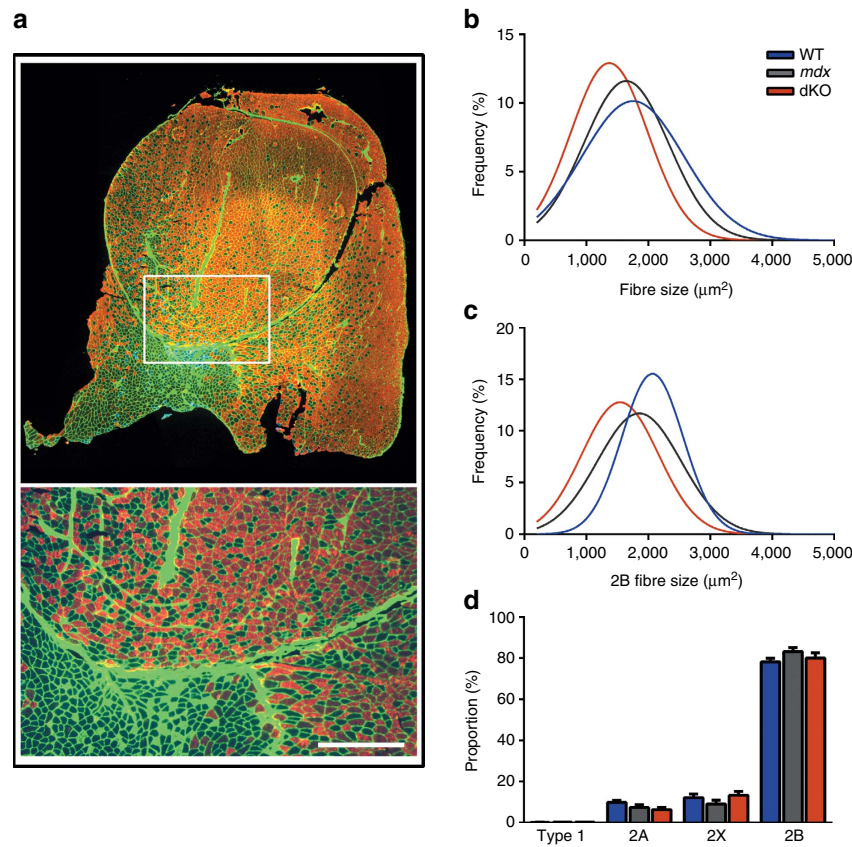 a
b
15
10
5
0
Frequency (%)
WT
mdx
dKO
0 1,000 2,000 3,000 4,000 5,000
Fibre size (μm²)
c
20
15
10
5
0
Frequency (%)
0 1,000 2,000 3,000 4,000 5,000
2B fibre size (μm²)
d
100
80
60
40
20
0
Proportion (%)
Type 1 2A 2X 2B